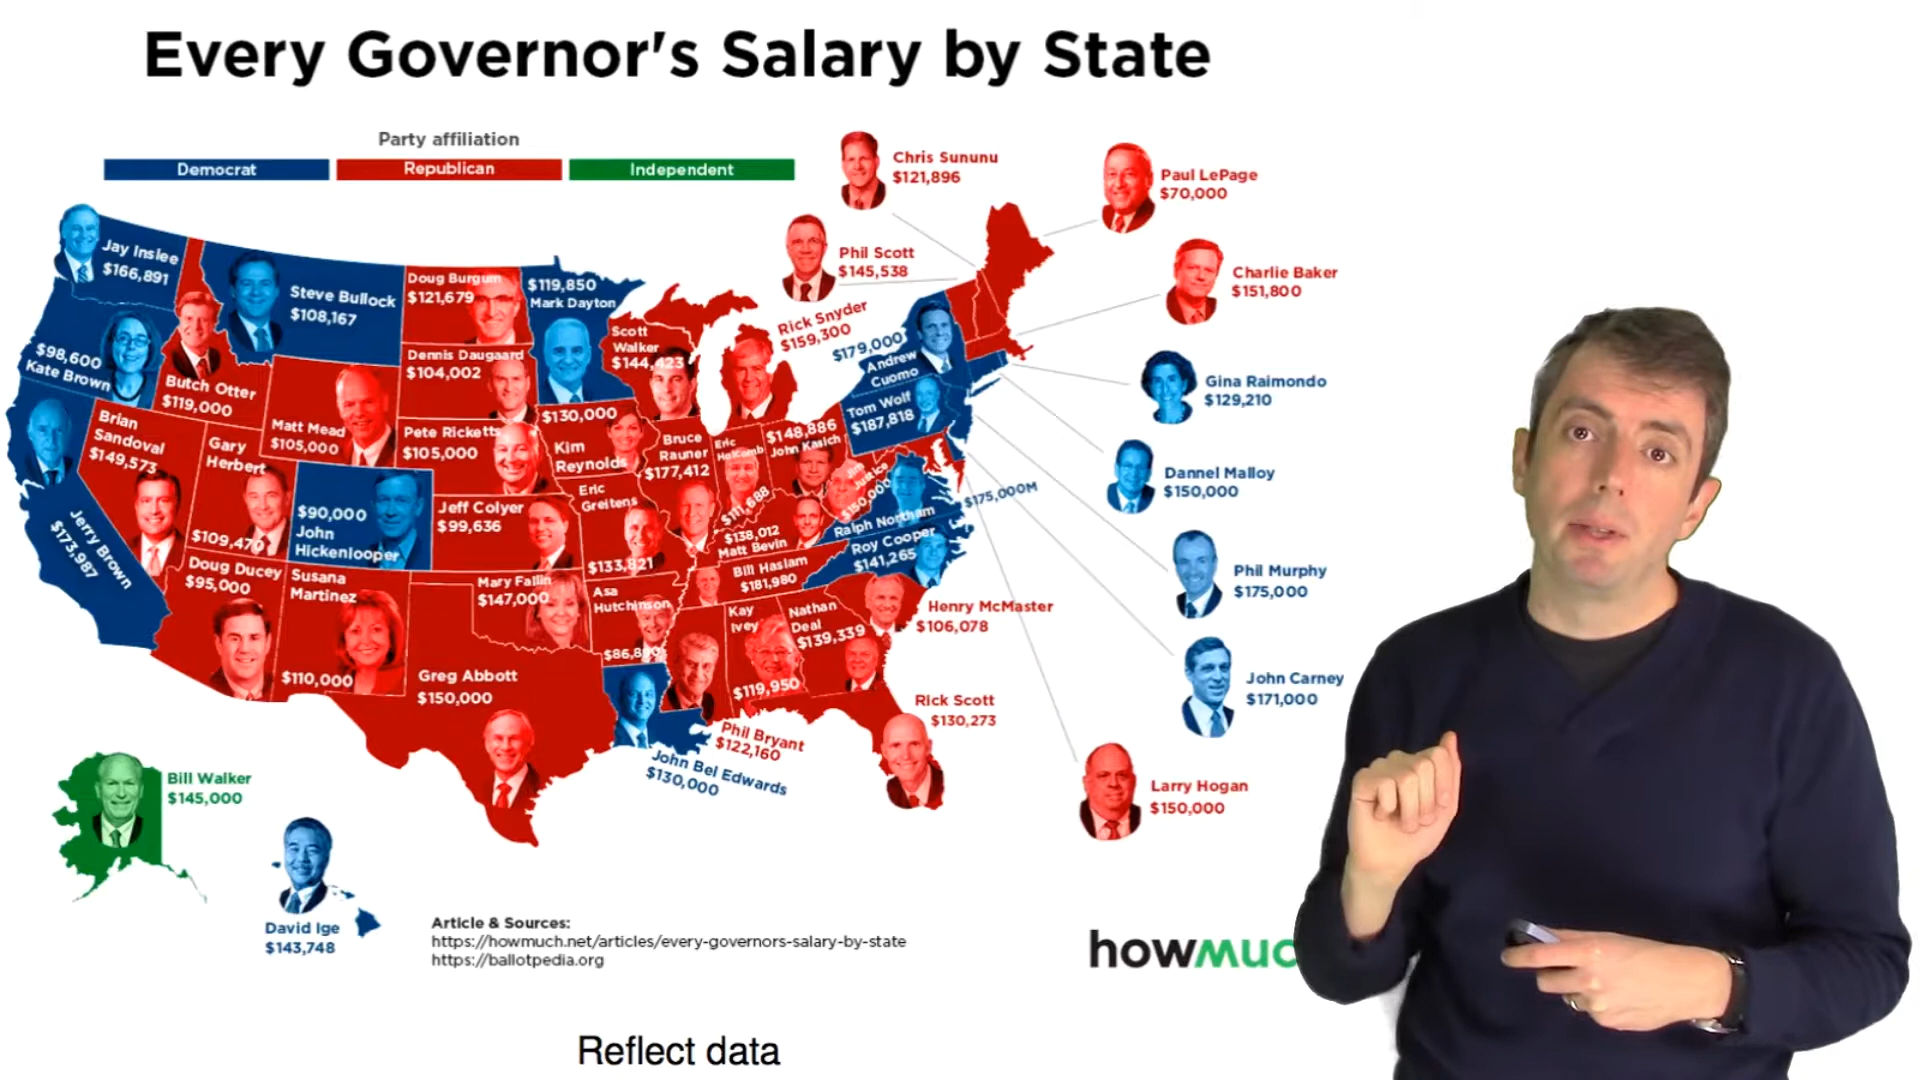 Every Governor's Salary by State
Party affiliation
Democrat
Republican
Independent
Chris Sununu
$121,896
Paul LePage
$70,000
Phil Scott
$145,538
Charlie Baker
$151,800
Jay Inslee
$166,891
Steve Bullock
$108,167
Doug Burgum
$121,679
$119,850
Mark Dayton
Scott
Walker
$144,423
Rick Snyder
$159,300
$179,000
Andrew
Cuomo
Gina Raimondo
$129,210
$98,600
Kate Brown
Butch Otter
$119,000
Dennis Daugaard
$104,002
Matt Mead
$105,000
Pete Ricketts
$105,000
$130,000
Kim
Reynolds
Bruce
Rauner
$177,412
Eric
Holcomb
$111,688
$148,886
John Kasich
Tom Wolf
$187,818
Dannel Malloy
$150,000
Brian
Sandoval
$149,573
Gary
Herbert
$109,470
$90,000
John
Hickenlooper
Jeff Colyer
$99,636
Eric
Greitens
$133,821
$138,012
Matt Bevin
Jim
Justice
$150,000
Ralph Northam
$175,000M
Roy Cooper
$141,265
Phil Murphy
$175,000
Jerry Brown
$173,987
Doug Ducey
$95,000
Susana
Martinez
$110,000
Mary Fallin
$147,000
Asa
Hutchinson
Bill Haslam
$181,980
Kay
Ivey
$119,950
Nathan
Deal
$139,339
Henry McMaster
$106,078
John Carney
$171,000
Greg Abbott
$150,000
Phil Bryant
$122,160
John Bel Edwards
$130,000
Rick Scott
$130,273
Larry Hogan
$150,000
Bill Walker
$145,000
David Ige
$143,748
Article & Sources:
https://howmuch.net/articles/every-governors-salary-by-state
https://ballotpedia.org
howmuc
Reflect data